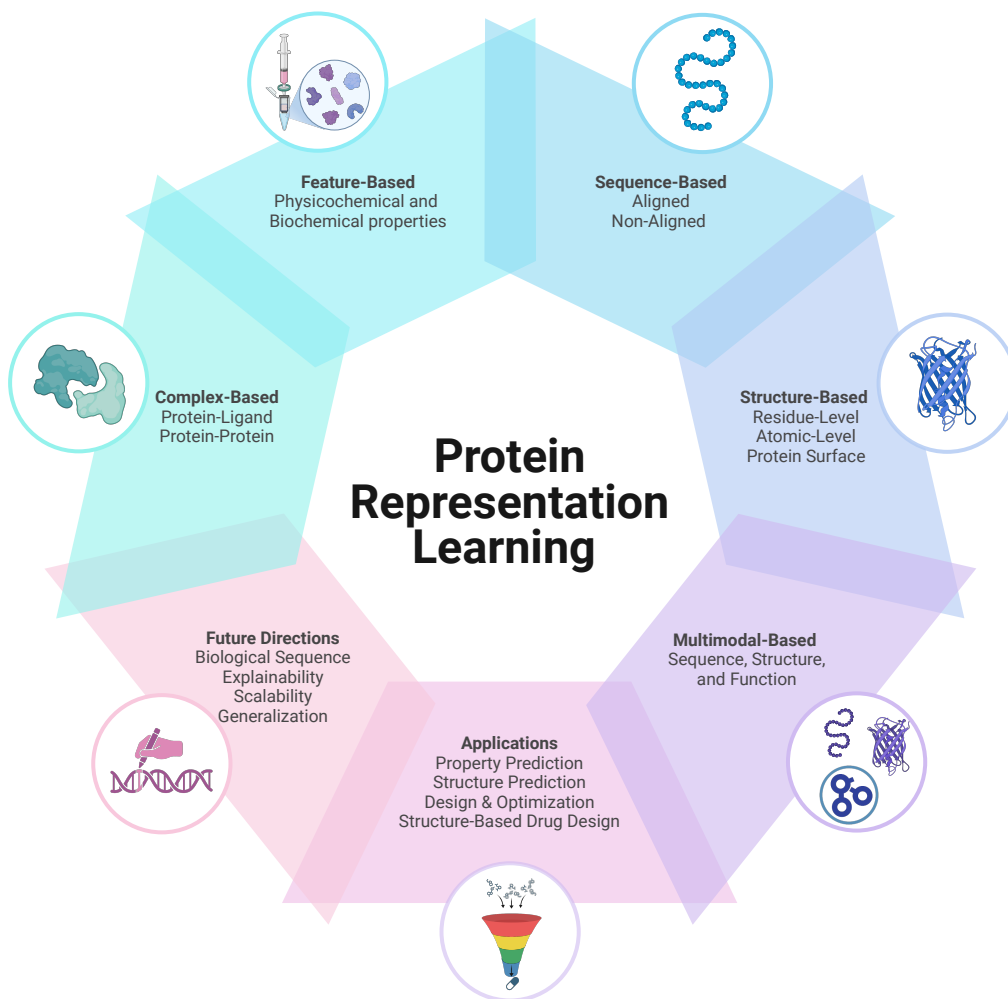 Feature-Based
Physicochemical and
Biochemical properties
Sequence-Based
Aligned
Non-Aligned
Complex-Based
Protein-Ligand
Protein-Protein
Structure-Based
Residue-Level
Atomic-Level
Protein Surface
Protein
Representation
Learning
Future Directions
Biological Sequence
Explainability
Scalability
Generalization
Multimodal-Based
Sequence, Structure,
and Function
Applications
Property Prediction
Structure Prediction
Design & Optimization
Structure-Based Drug Design